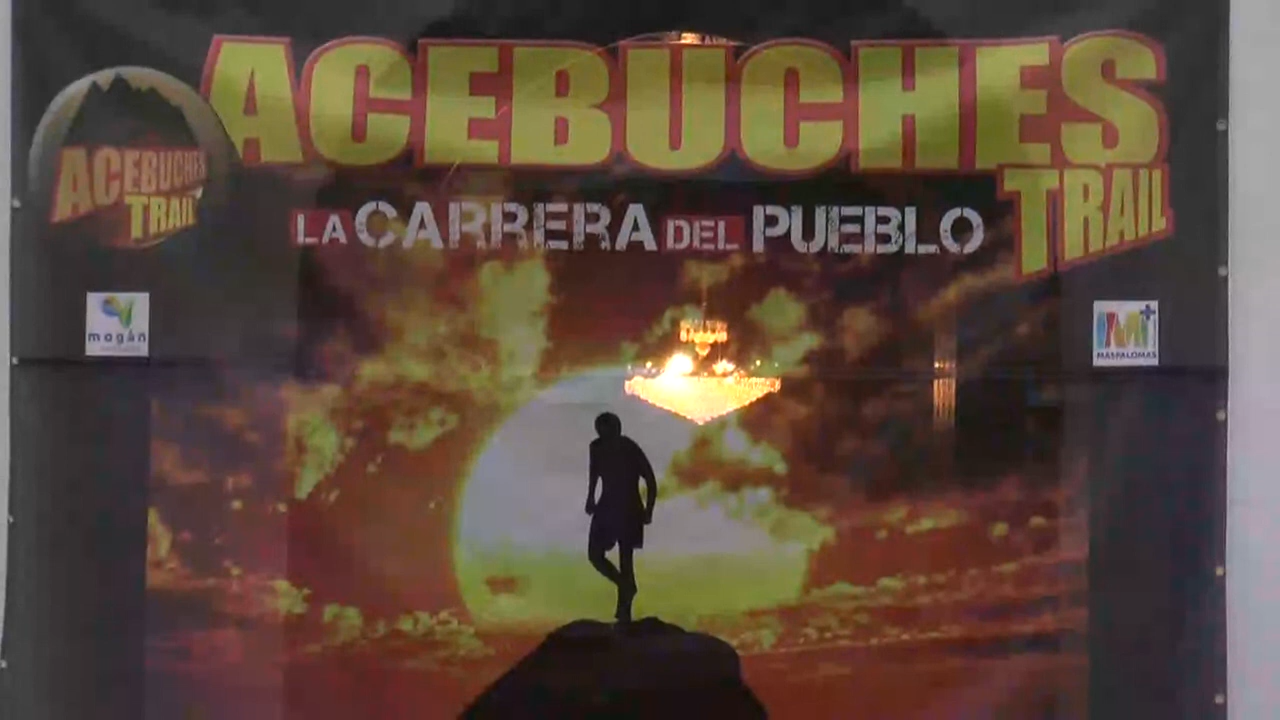 ACEBUCHES
TRAIL
ACEBUCHES
TRAIL
LA CARRERA DEL PUEBLO
mogán
MASPALOMAS